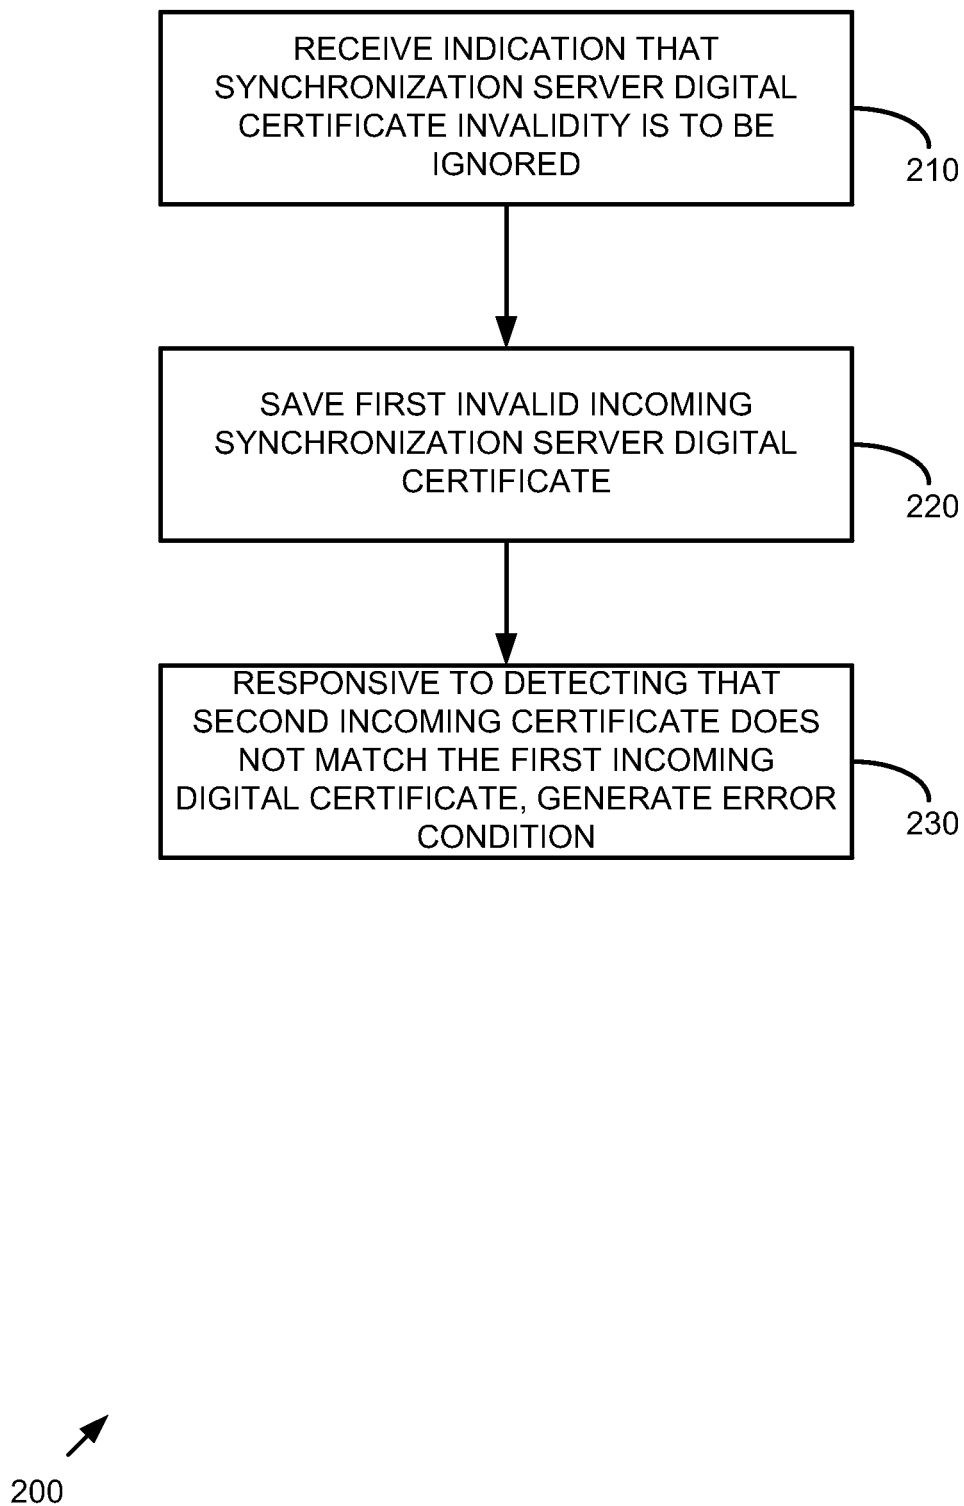 RECEIVE INDICATION THAT
SYNCHRONIZATION SERVER DIGITAL
CERTIFICATE INVALIDITY IS TO BE
IGNORED
210
SAVE FIRST INVALID INCOMING
SYNCHRONIZATION SERVER DIGITAL
CERTIFICATE
220
RESPONSIVE TO DETECTING THAT
SECOND INCOMING CERTIFICATE DOES
NOT MATCH THE FIRST INCOMING
DIGITAL CERTIFICATE, GENERATE ERROR
CONDITION
230
200